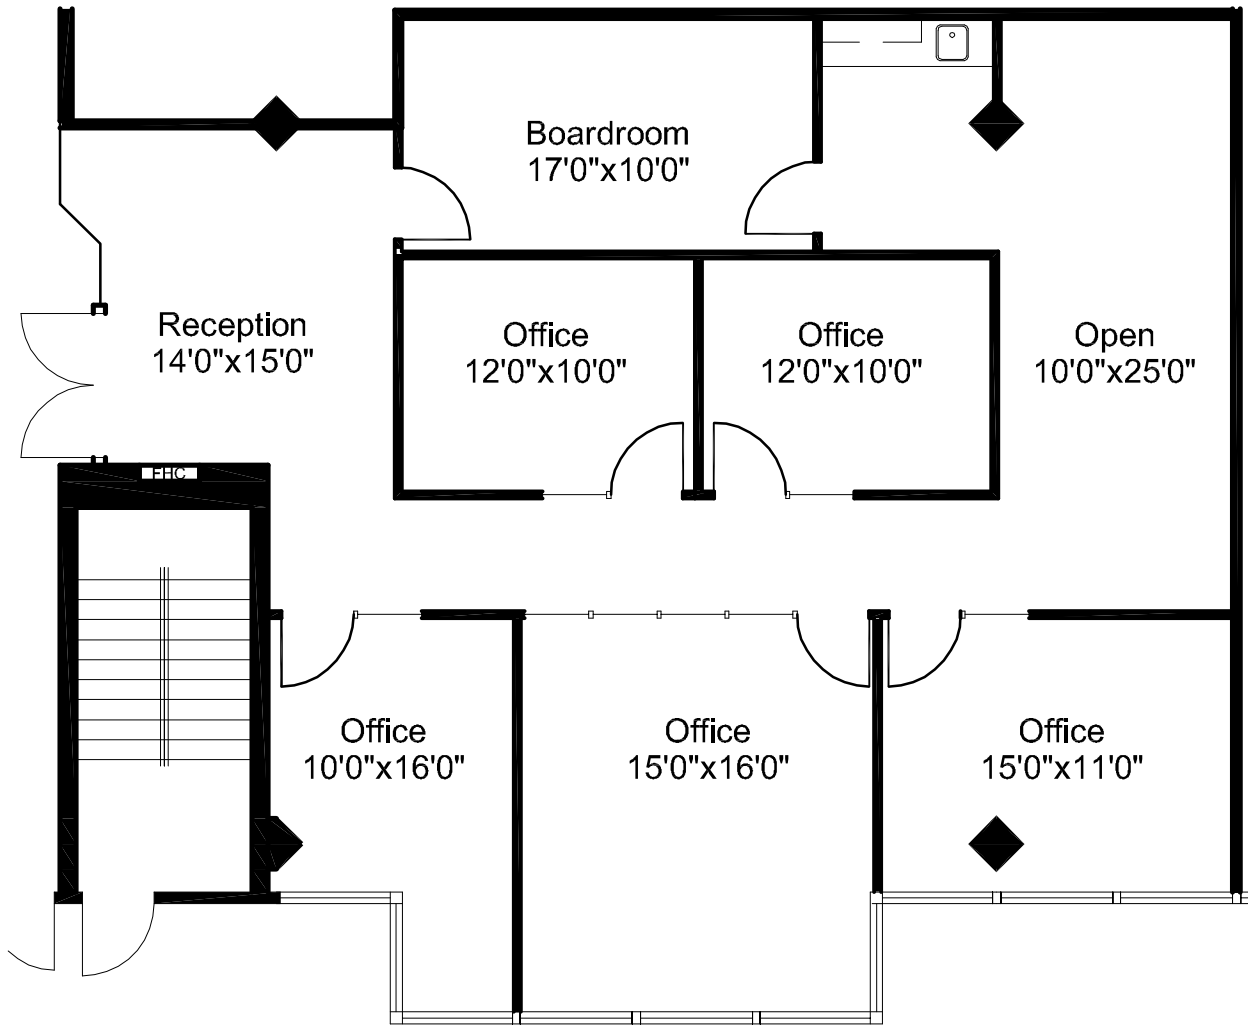 Boardroom
17'0"x10'0"
Reception
14'0"x15'0"
Office
12'0"x10'0"
Office
12'0"x10'0"
Open
10'0"x25'0"
FHC
Office
10'0"x16'0"
Office
15'0"x16'0"
Office
15'0"x11'0"